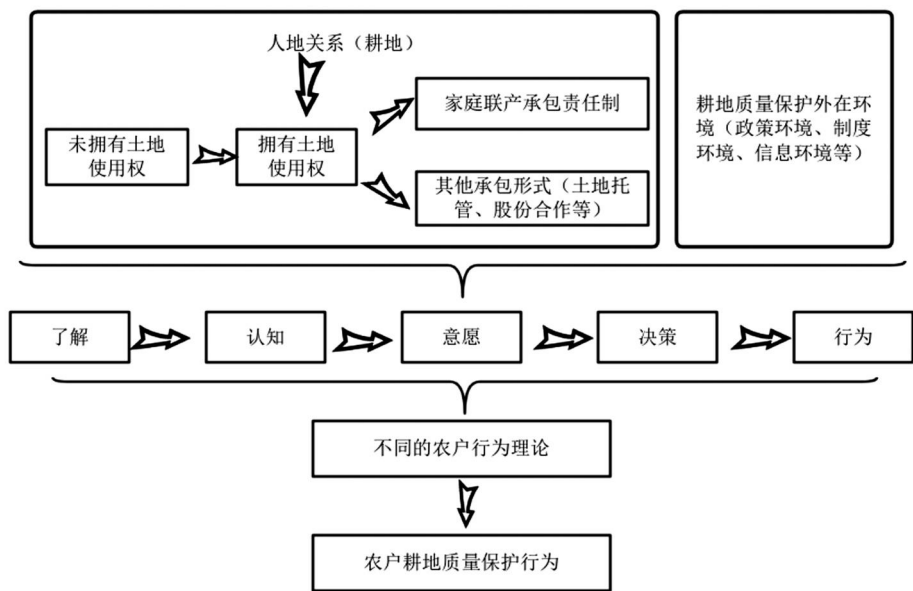 人地关系（耕地）
家庭联产承包责任制
未拥有土地
使用权
拥有土地
使用权
其他承包形式（土地托
管、股份合作等）
耕地质量保护外在环
境（政策环境、制度
环境、信息环境等）
了解
认知
意愿
决策
行为
不同的农户行为理论
农户耕地质量保护行为